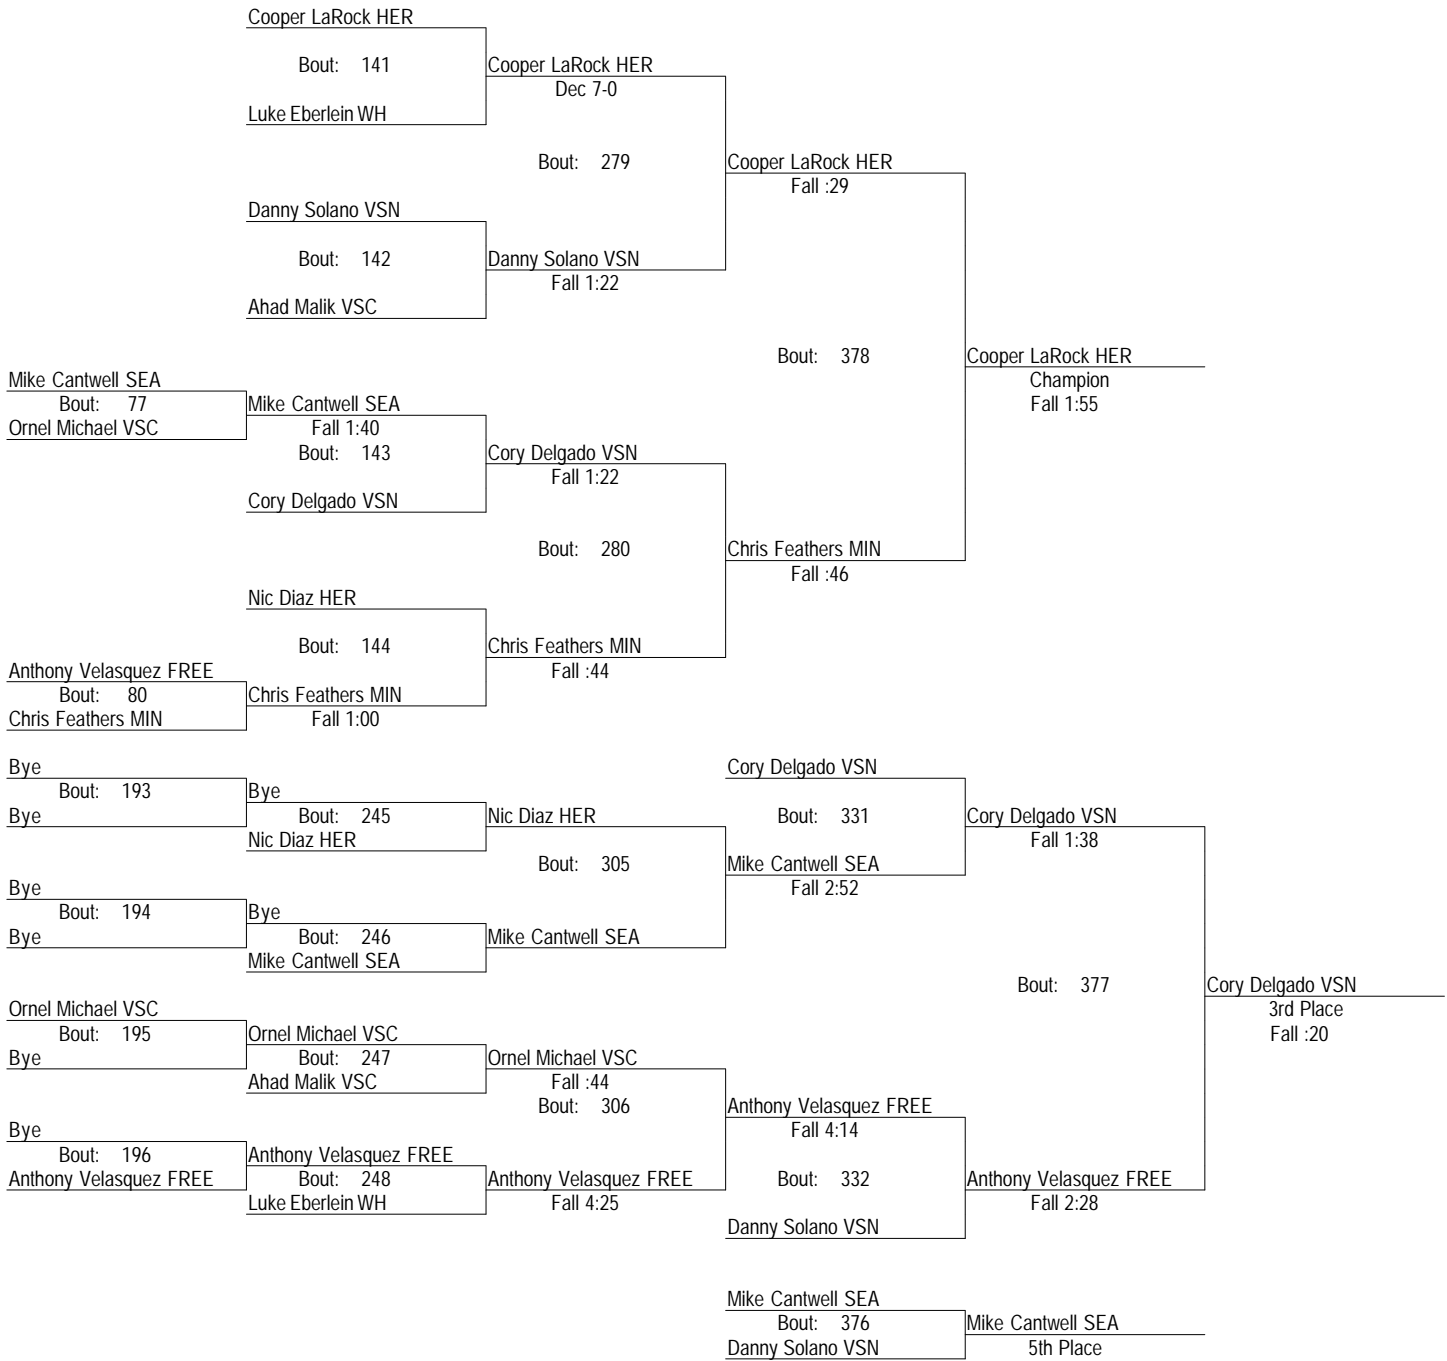 Cooper LaRock HER
Bout: 141
Cooper LaRock HER
Dec 7-0
Luke Eberlein WH
Bout: 279
Cooper LaRock HER
Fall :29
Danny Solano VSN
Bout: 142
Danny Solano VSN
Fall 1:22
Ahad Malik VSC
Bout: 378
Cooper LaRock HER
Champion
Fall 1:55
Mike Cantwell SEA
Bout: 77
Ornel Michael VSC
Mike Cantwell SEA
Fall 1:40
Bout: 143
Cory Delgado VSN
Fall 1:22
Cory Delgado VSN
Bout: 280
Chris Feathers MIN
Fall :46
Nic Diaz HER
Bout: 144
Chris Feathers MIN
Fall :44
Anthony Velasquez FREE
Bout: 80
Chris Feathers MIN
Chris Feathers MIN
Fall 1:00
Bye
Bout: 193
Bye
Bye
Bout: 245
Nic Diaz HER
Nic Diaz HER
Bout: 305
Cory Delgado VSN
Bout: 331
Mike Cantwell SEA
Fall 2:52
Cory Delgado VSN
Fall 1:38
Bye
Bout: 194
Bye
Bye
Bout: 246
Mike Cantwell SEA
Mike Cantwell SEA
Bout: 377
Cory Delgado VSN
3rd Place
Fall :20
Ornel Michael VSC
Bout: 195
Bye
Ornel Michael VSC
Bout: 247
Ahad Malik VSC
Ornel Michael VSC
Fall :44
Bout: 306
Anthony Velasquez FREE
Fall 4:14
Bye
Bout: 196
Anthony Velasquez FREE
Anthony Velasquez FREE
Bout: 248
Luke Eberlein WH
Anthony Velasquez FREE
Fall 4:25
Bout: 332
Danny Solano VSN
Anthony Velasquez FREE
Fall 2:28
Mike Cantwell SEA
Bout: 376
Danny Solano VSN
Mike Cantwell SEA
5th Place